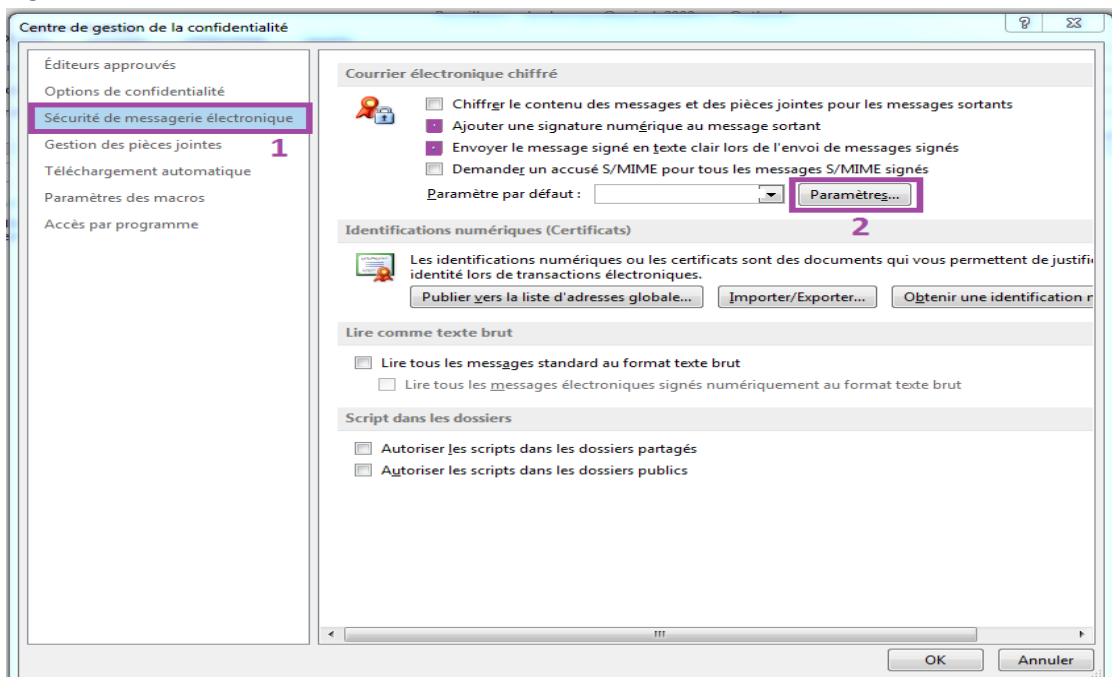 Centre de gestion de la confidentialité
Éditeurs approuvés
Options de confidentialité
Sécurité de messagerie électronique
1
Gestion des pièces jointes
Téléchargement automatique
Paramètres des macros
Accès par programme
Courrier électronique chiffré
Chiffrer le contenu des messages et des pièces jointes pour les messages sortants
Ajouter une signature numérique au message sortant
Envoyer le message signé en texte clair lors de l'envoi de messages signés
Demander un accusé S/MIME pour tous les messages S/MIME signés
Paramètre par défaut : Paramètres...
2
Identifications numériques (Certificats)
Les identifications numériques ou les certificats sont des documents qui vous permettent de justifi
identité lors de transactions électroniques.
Publier vers la liste d'adresses globale... Importer/Exporter... Obtenir une identification n
Lire comme texte brut
Lire tous les messages standard au format texte brut
Lire tous les messages électroniques signés numériquement au format texte brut
Script dans les dossiers
Autoriser les scripts dans les dossiers partagés
Autoriser les scripts dans les dossiers publics
OK Annuler